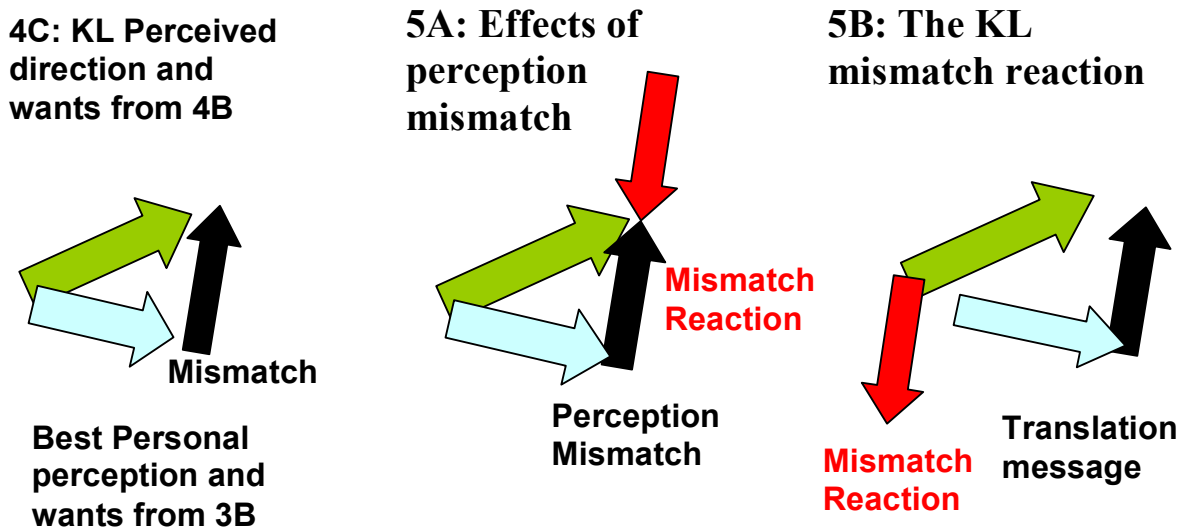 4C: KL Perceived
direction and
wants from 4B
Mismatch
Best Personal
perception and
wants from 3B
5A: Effects of
perception
mismatch
Mismatch
Reaction
Perception
Mismatch
5B: The KL
mismatch reaction
Mismatch
Reaction
Translation
message